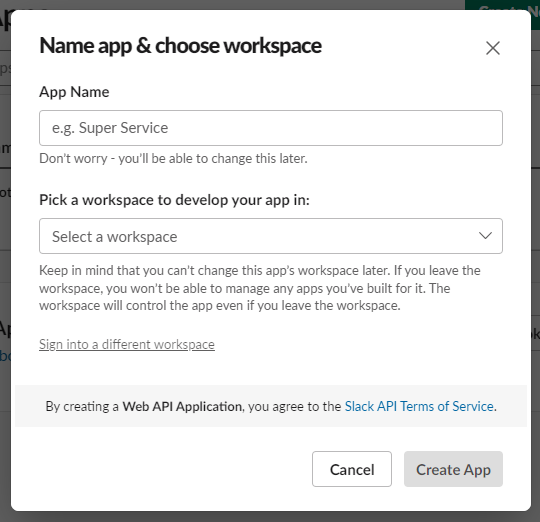 Name app & choose workspace
App Name
e.g. Super Service
Don't worry - you'll be able to change this later.
Pick a workspace to develop your app in:
Select a workspace
Keep in mind that you can't change this app's workspace later. If you leave the
workspace, you won't be able to manage any apps you've built for it. The
workspace will control the app even if you leave the workspace.
Sign into a different workspace
By creating a Web API Application, you agree to the Slack API Terms of Service.
Cancel
Create App